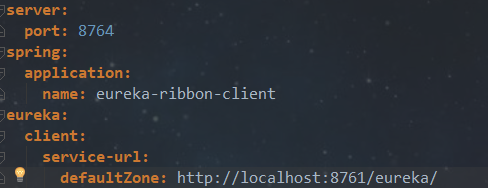 server:
  port: 8764
spring:
  application:
    name: eureka-ribbon-client
eureka:
  client:
    service-url:
      defaultZone: http://localhost:8761/eureka/